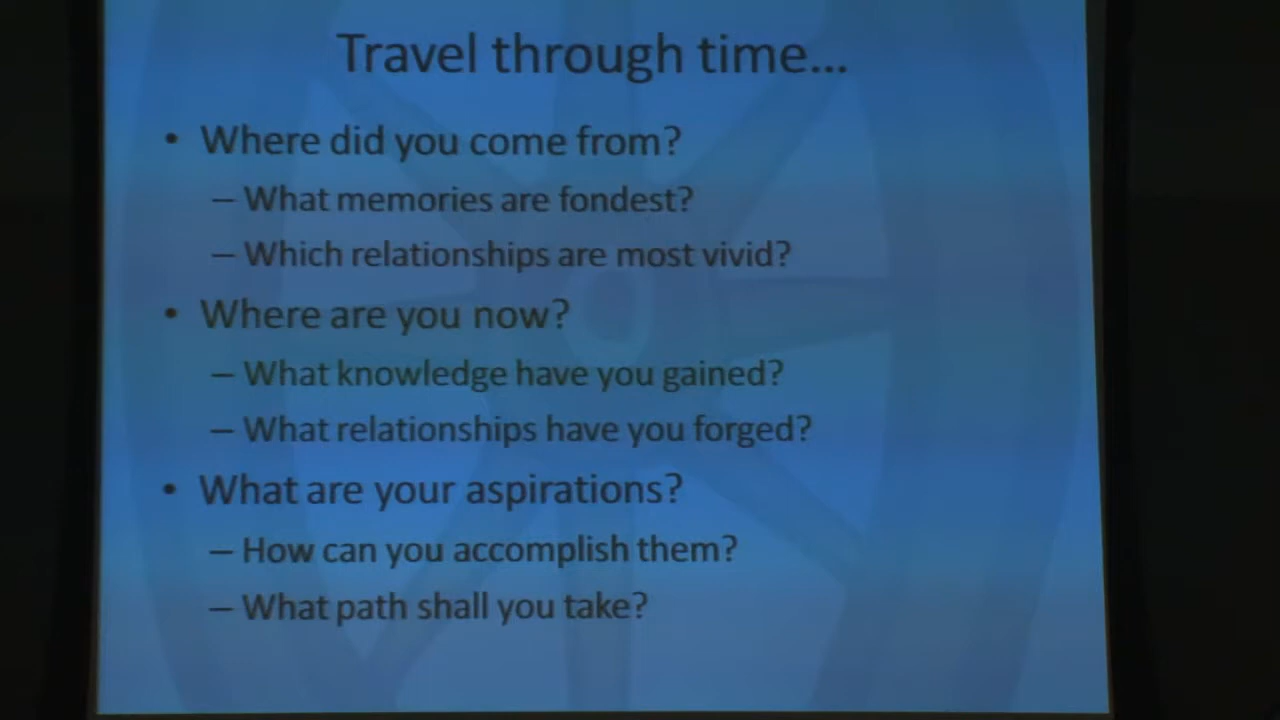 Travel through time...
• Where did you come from?
– What memories are fondest?
– Which relationships are most vivid?
• Where are you now?
– What knowledge have you gained?
– What relationships have you forged?
• What are your aspirations?
– How can you accomplish them?
– What path shall you take?